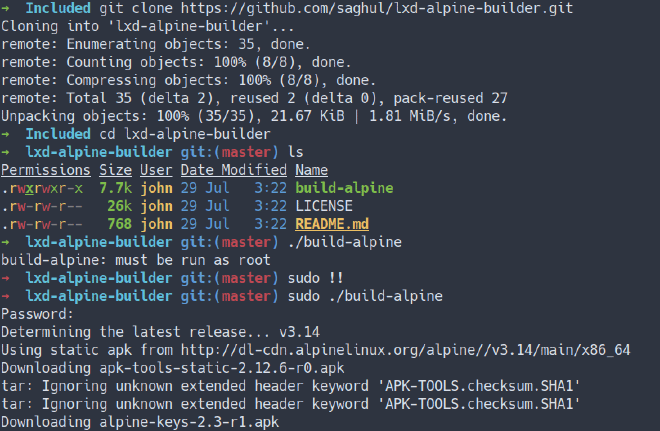 → Included git clone https://github.com/saghul/lxd-alpine-builder.git
Cloning into 'lxd-alpine-builder'...
remote: Enumerating objects: 35, done.
remote: Counting objects: 100% (8/8), done.
remote: Compressing objects: 100% (8/8), done.
remote: Total 35 (delta 2), reused 2 (delta 0), pack-reused 27
Unpacking objects: 100% (35/35), 21.67 KiB | 1.81 MiB/s, done.
→ Included cd lxd-alpine-builder
→ lxd-alpine-builder git:(master) ls
Permissions Size User Date Modified Name
.rwxrwxr-x 7.7k john 29 Jul 3:22 build-alpine
.rw-rw-r-- 26k john 29 Jul 3:22 LICENSE
.rw-rw-r-- 768 john 29 Jul 3:22 README.md
→ lxd-alpine-builder git:(master) ./build-alpine
build-alpine: must be run as root
→ lxd-alpine-builder git:(master) sudo !!
→ lxd-alpine-builder git:(master) sudo ./build-alpine
Password:
Determining the latest release... v3.14
Using static apk from http://dl-cdn.alpinelinux.org/alpine//v3.14/main/x86_64
Downloading apk-tools-static-2.12.6-r0.apk
tar: Ignoring unknown extended header keyword 'APK-TOOLS.checksum.SHA1'
tar: Ignoring unknown extended header keyword 'APK-TOOLS.checksum.SHA1'
Downloading alpine-keys-2.3-r1.apk